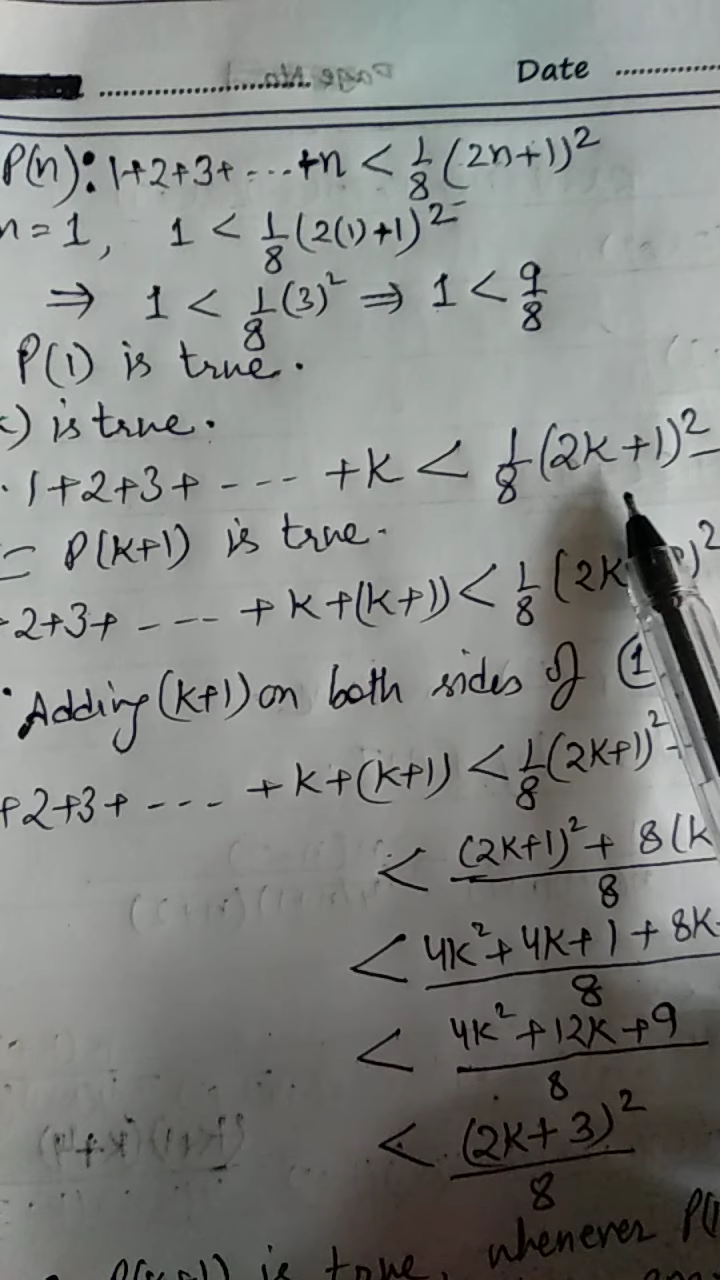 Date
P(n): 1+2+3+ ... +n < 1/8 (2n+1)²
n=1, 1 < 1/8 (2(1)+1)²
⇒ 1 < 1/8 (3)² ⇒ 1 < 9/8
P(1) is true.
) is true.
1+2+3+ ---- +k < 1/8 (2k+1)² –
P(k+1) is true.
2+3+ ---- + k+(k+1) < 1/8 (2k )²
Adding (k+1) on both sides of (1
+2+3+ ---- + k+(k+1) < 1/8 (2k+1)²
< (2k+1)² + 8(k / 8
< 4k²+4k+1+8k / 8
< 4k²+12k+9 / 8
< (2k+3)² / 8
is true, whenever P(